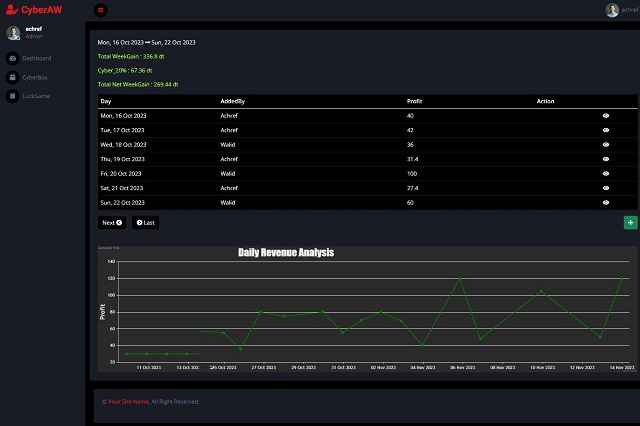 CyberAW
achref
achref
Admin
Dashboard
CyberBox
LuckGame
Mon, 16 Oct 2023 ⟶ Sun, 22 Oct 2023
Total WeekGain : 336.8 dt
Cyber_20% : 67.36 dt
Total Net WeekGain : 269.44 dt
Day AddedBy Profit Action
Mon, 16 Oct 2023 Achref 40
Tue, 17 Oct 2023 Achref 42
Wed, 18 Oct 2023 Walid 36
Thu, 19 Oct 2023 Achref 31.4
Fri, 20 Oct 2023 Walid 100
Sat, 21 Oct 2023 Achref 27.4
Sun, 22 Oct 2023 Walid 60
Next Last
Daily Revenue Analysis
Profit
140
120
100
80
60
40
20
11 Oct 2023 13 Oct 2023 25 Oct 2023 27 Oct 2023 29 Oct 2023 31 Oct 2023 02 Nov 2023 04 Nov 2023 06 Nov 2023 08 Nov 2023 10 Nov 2023 12 Nov 2023 14 Nov 2023
© Your Site Name, All Right Reserved.